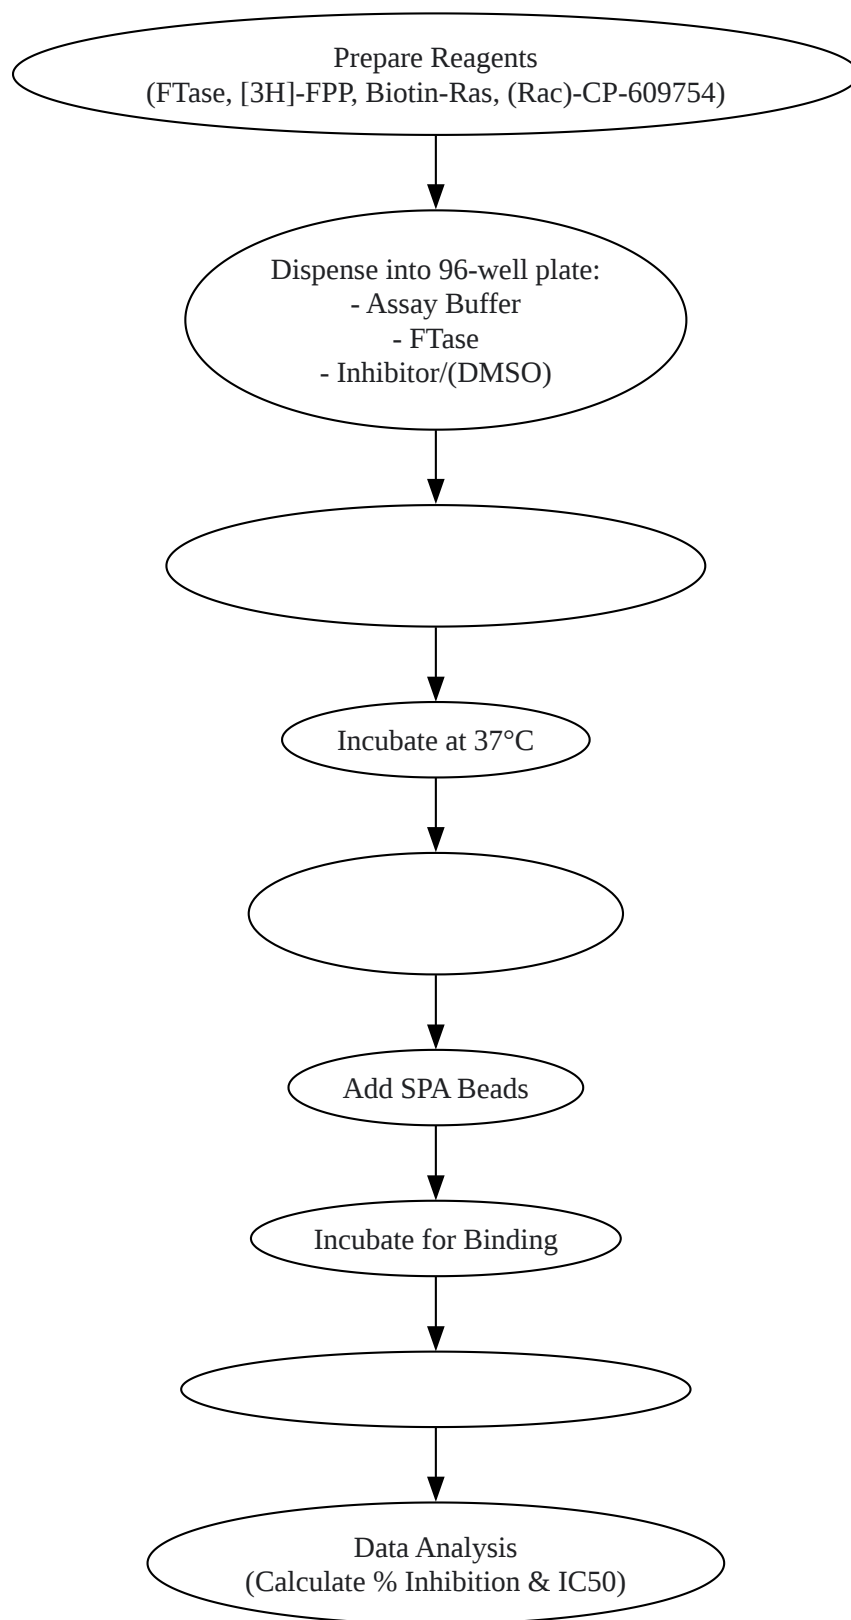 Prepare Reagents
(FTase, [3H]-FPP, Biotin-Ras, (Rac)-CP-609754)
Dispense into 96-well plate:
- Assay Buffer
- FTase
- Inhibitor/(DMSO)
Incubate at 37°C
Add SPA Beads
Incubate for Binding
Data Analysis
(Calculate % Inhibition & IC50)